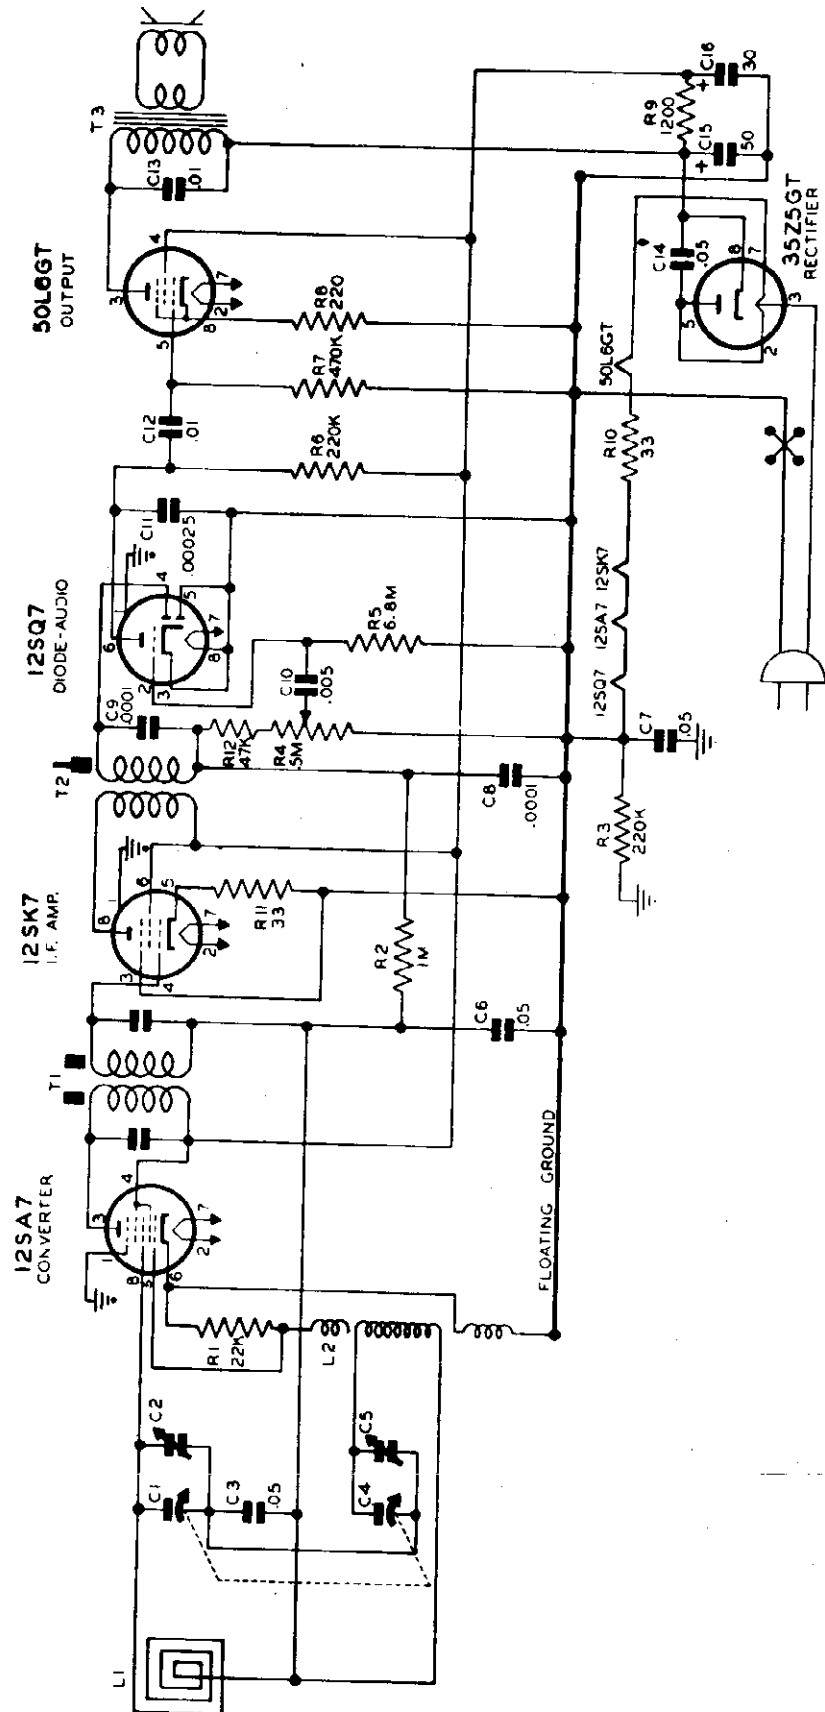 12SA7
CONVERTER
12SK7
I.F. AMP.
12SQ7
DIODE-AUDIO
50L6GT
OUTPUT
35Z5GT
RECTIFIER
L1
C1
C2
C3
.05
C4
C5
R1
22K
L2
1
3
4
8
5
6
2
7
T1
3
4
8
1
6
5
2
7
R11
33
R2
1M
C6
.05
T2
C9
.0001
R12
47K
R4
.5M
C8
.0001
C10
.005
R5
6.8M
6
2
3
4
5
8
7
C11
.00025
C12
.01
R6
220K
R7
470K
R8
220
3
4
5
8
2
7
C13
.01
T3
R9
1200
C15
50
+
C16
30
+
C14
.05
5
8
7
2
3
FLOATING GROUND
R3
220K
C7
.05
12SQ7
12SA7
12SK7
R10
33
50L6GT